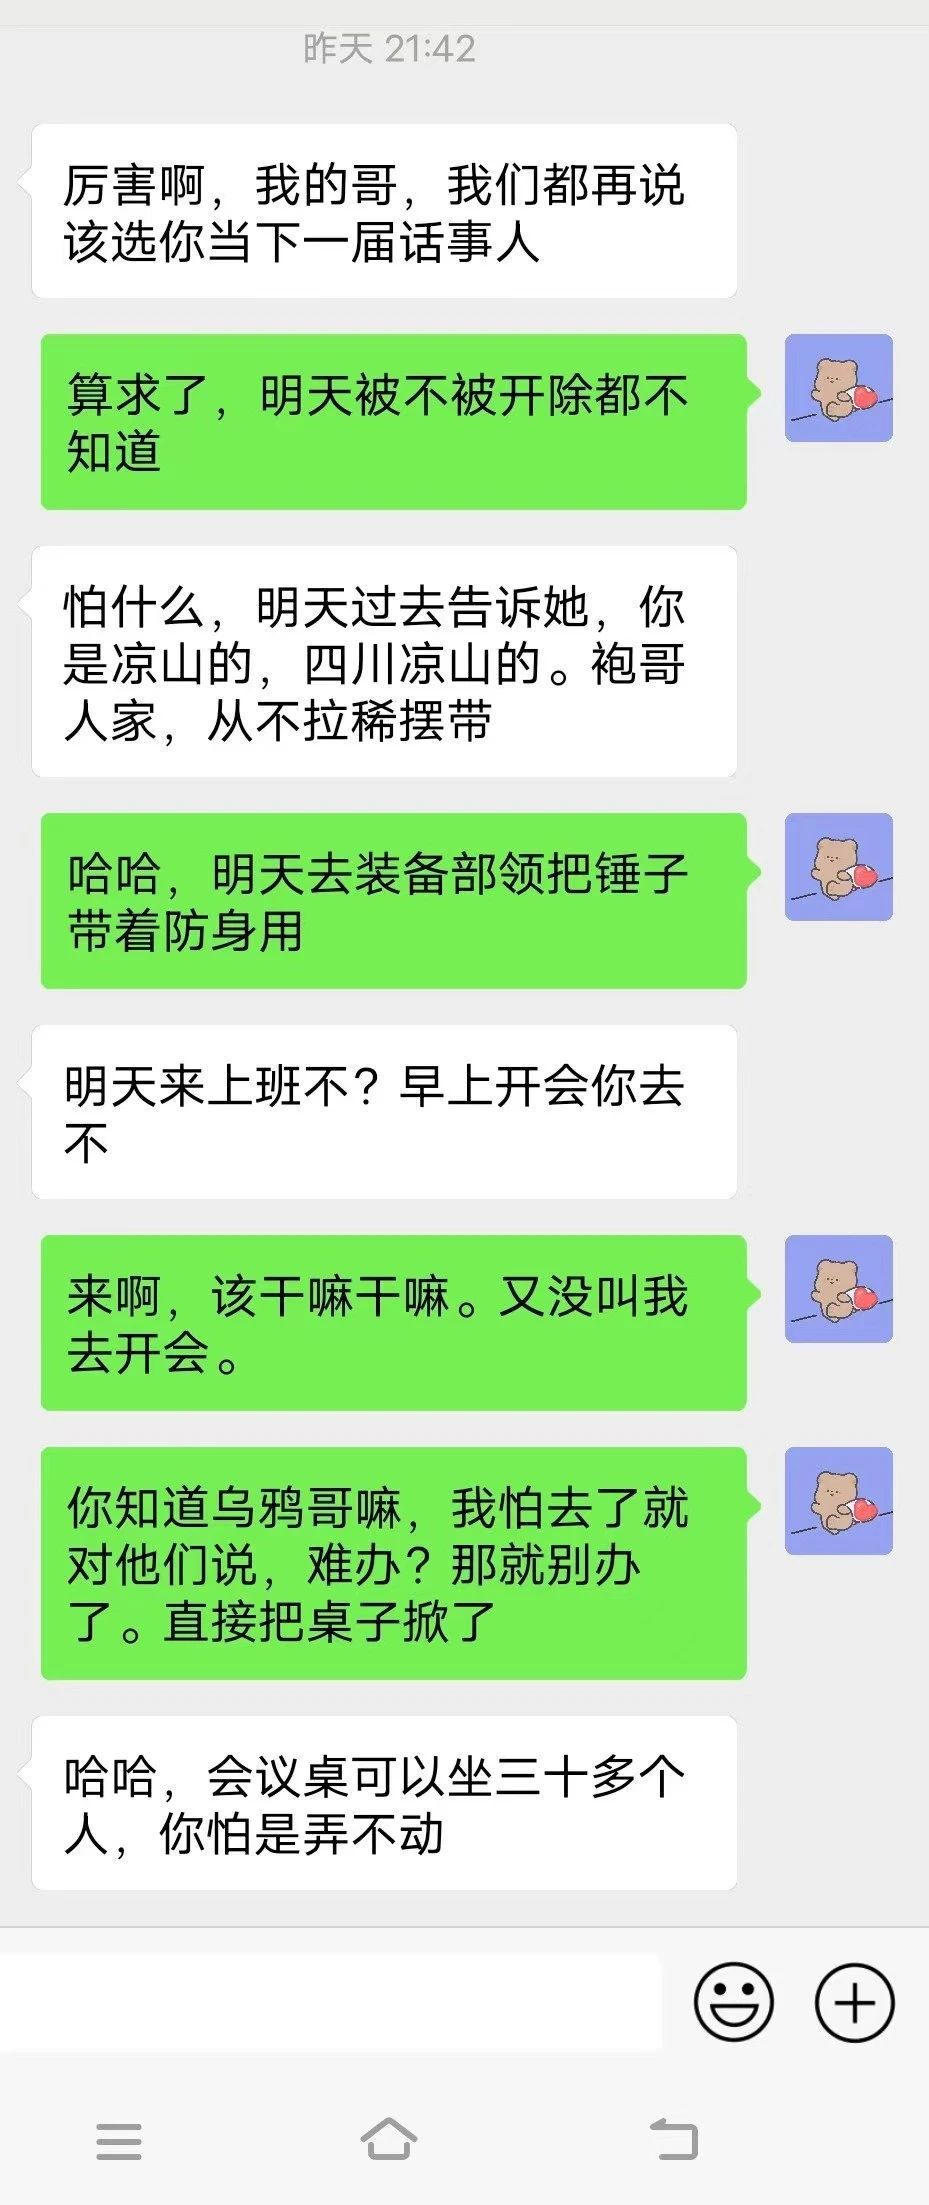 昨天 21:42
厉害啊，我的哥，我们都再说
该选你当下一届话事人
算求了，明天被不被开除都不
知道
怕什么，明天过去告诉她，你
是凉山的，四川凉山的。袍哥
人家，从不拉稀摆带
哈哈，明天去装备部领把锤子
带着防身用
明天来上班不？早上开会你去
不
来啊，该干嘛干嘛。又没叫我
去开会。
你知道乌鸦哥嘛，我怕去了就
对他们说，难办？那就别办
了。直接把桌子掀了
哈哈，会议桌可以坐三十多个
人，你怕是弄不动